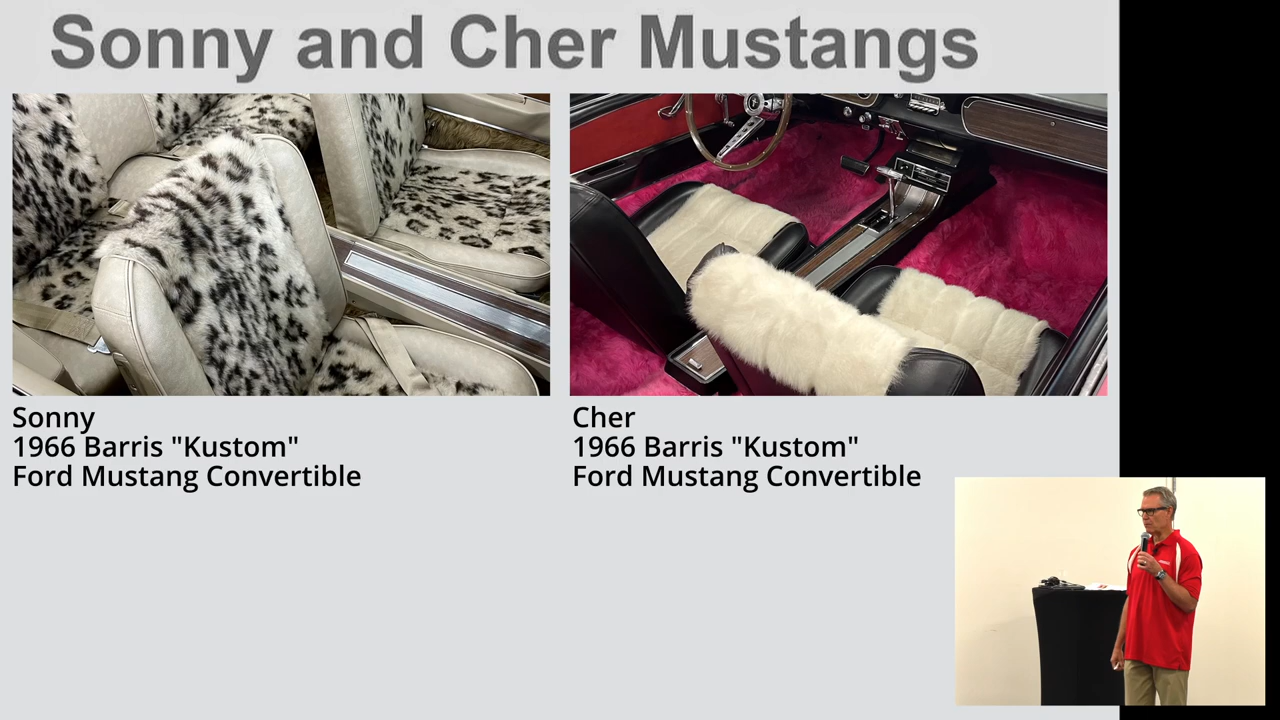 Sonny and Cher Mustangs
Sonny
1966 Barris "Kustom"
Ford Mustang Convertible
Cher
1966 Barris "Kustom"
Ford Mustang Convertible